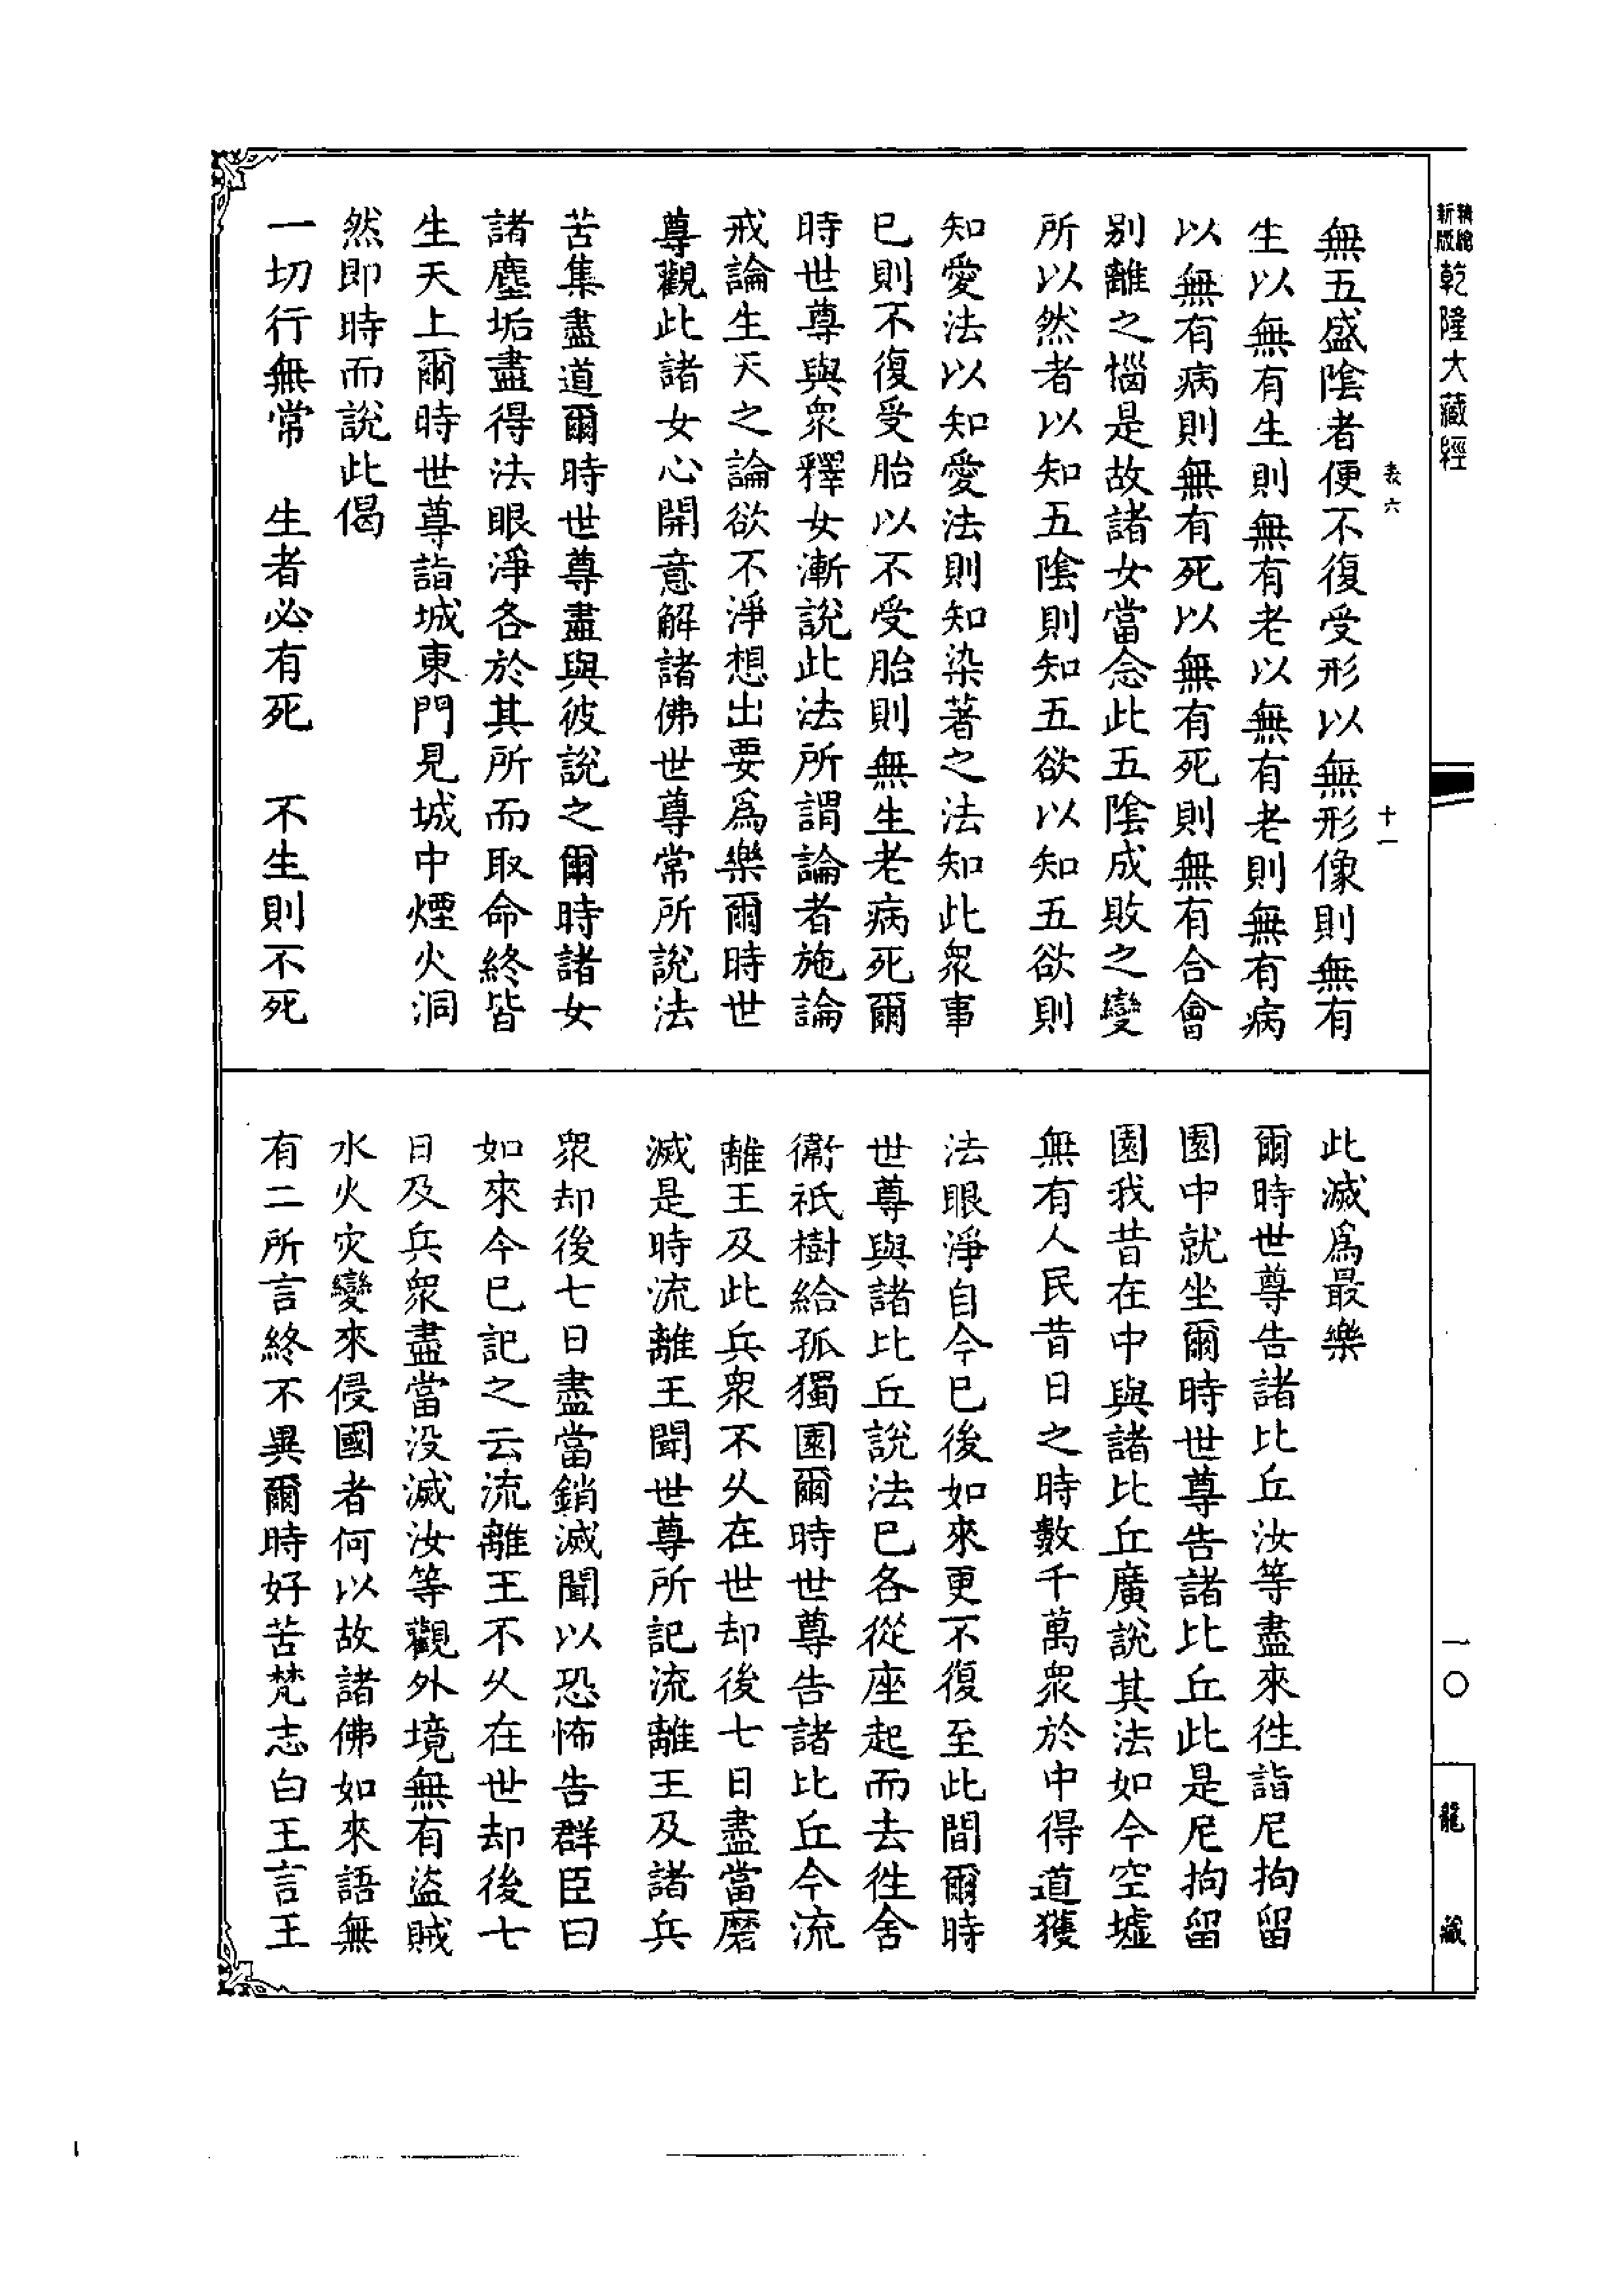 新版
乾隆大藏經
表六
十一
無五盛陰者便不復受形以無形像則無有
生以無有生則無有老以無有老則無有病
以無有病則無有死以無有死則無有合會
别離之惱是故諸女當念此五陰成敗之變
所以然者以知五陰則知五欲以知五欲則
知愛法以知愛法則知染著之法知此衆事
已則不復受胎以不受胎則無生老病死爾
時世尊與衆釋女漸說此法所謂論者施論
戒論生天之論欲不淨想出要爲樂爾時世
尊觀此諸女心開意解諸佛世尊常所說法
苦集盡道爾時世尊盡與彼說之爾時諸女
諸塵垢盡得法眼淨各於其所而取命終皆
生天上爾時世尊詣城東門見城中煙火洞
然即時而說此偈
一切行無常　生者必有死　不生則不死
此滅爲最樂
爾時世尊告諸比丘汝等盡來徃詣尼拘留
園中就坐爾時世尊告諸比丘此是尼拘留
園我昔在中與諸比丘廣說其法如今空墟
無有人民昔日之時數千萬衆於中得道獲
法眼淨自今已後如來更不復至此間爾時
世尊與諸比丘說法已各從座起而去徃舍
衞祇樹給孤獨園爾時世尊告諸比丘今流
離王及此兵衆不乆在世却後七日盡當磨
滅是時流離王聞世尊所記流離王及諸兵
衆却後七日盡當銷滅聞以恐怖告群臣曰
如來今已記之云流離王不乆在世却後七
日及兵衆盡當没滅汝等觀外境無有盜賊
水火灾變來侵國者何以故諸佛如來語無
有二所言終不異爾時好苦梵志白王言王
一〇
龍藏